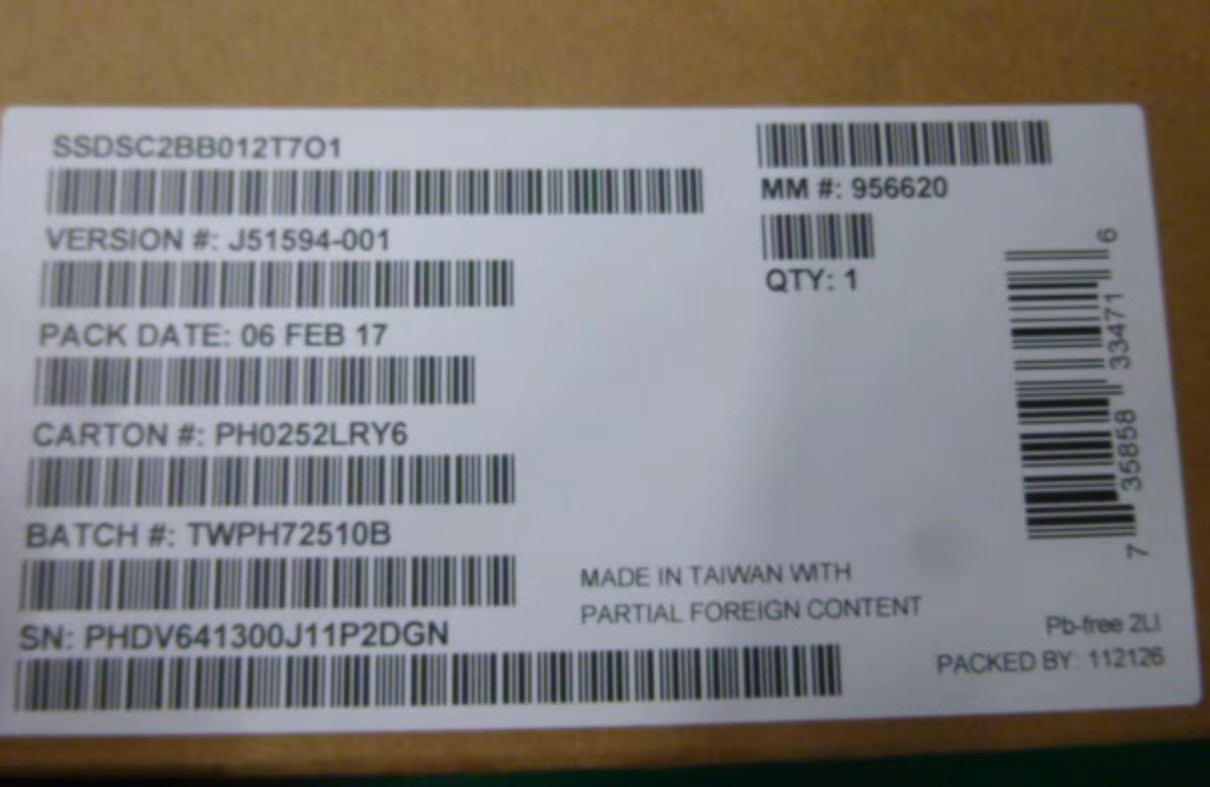 SSDSC2BB012T7O1
VERSION #: J51594-001
PACK DATE: 06 FEB 17
CARTON #: PH0252LRY6
BATCH #: TWPH72510B
SN: PHDV641300J11P2DGN
MM #: 956620
QTY: 1
7 35858 33471 6
MADE IN TAIWAN WITH
PARTIAL FOREIGN CONTENT
Pb-free 2LI
PACKED BY: 112126